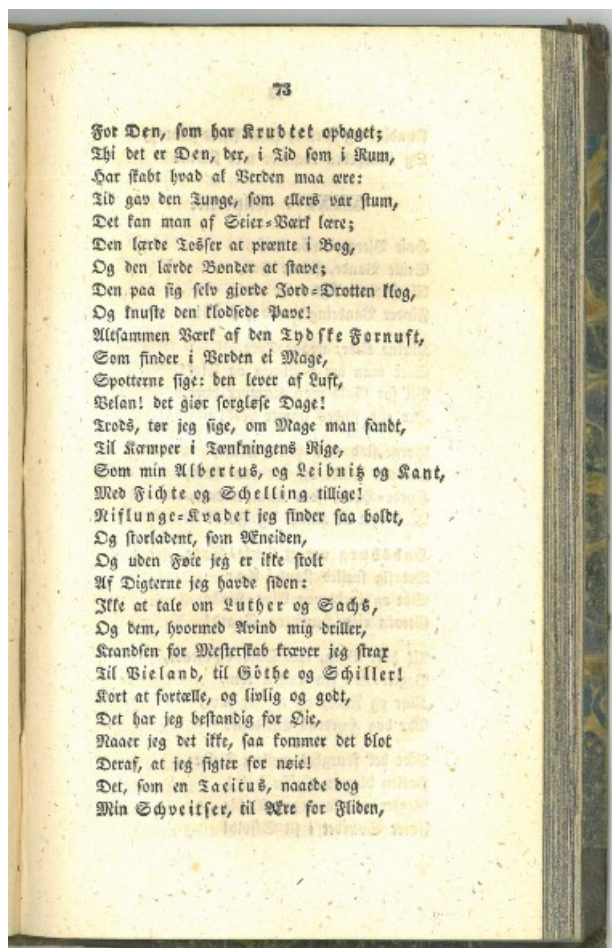 73
For Den, som har Krudtet opdaget;
Thi det er Den, der, i Tid som i Rum,
Har skabt hvad al Verden maa ære:
Tid gav den Tunge, som ellers var stum,
Det kan man af Seier-Værk lære;
Den lærde Tosser at prænte i Bog,
Og den lærde Bønder at stave;
Den paa sig selv gjorde Jord-Drotten klog,
Og knuste den klodsede Pave!
Altsammen Værk af den Tydske Fornuft,
Som finder i Verden ei Mage,
Spotterne sige: den lever af Luft,
Velan! det giør sorgløse Dage!
Trods, tør jeg sige, om Mage man fandt,
Til Kæmper i Tænkningens Rige,
Som min Albertus, og Leibnitz og Kant,
Med Fichte og Schelling tillige!
Niflunge-Kvadet jeg finder saa boldt,
Og storladent, som Æneiden,
Og uden Føie jeg er ikke stolt
Af Digterne jeg havde siden:
Ikke at tale om Luther og Sachs,
Og dem, hvormed Avind mig driller,
Krandsen for Mesterskab kræver jeg strax
Til Vieland, til Göthe og Schiller!
Kort at fortælle, og livlig og godt,
Det har jeg bestandig for Øie,
Naaer jeg det ikke, saa kommer det blot
Deraf, at jeg sigter for nøie!
Det, som en Tacitus, naaede dog
Min Schveitser, til Ære for Fliden,